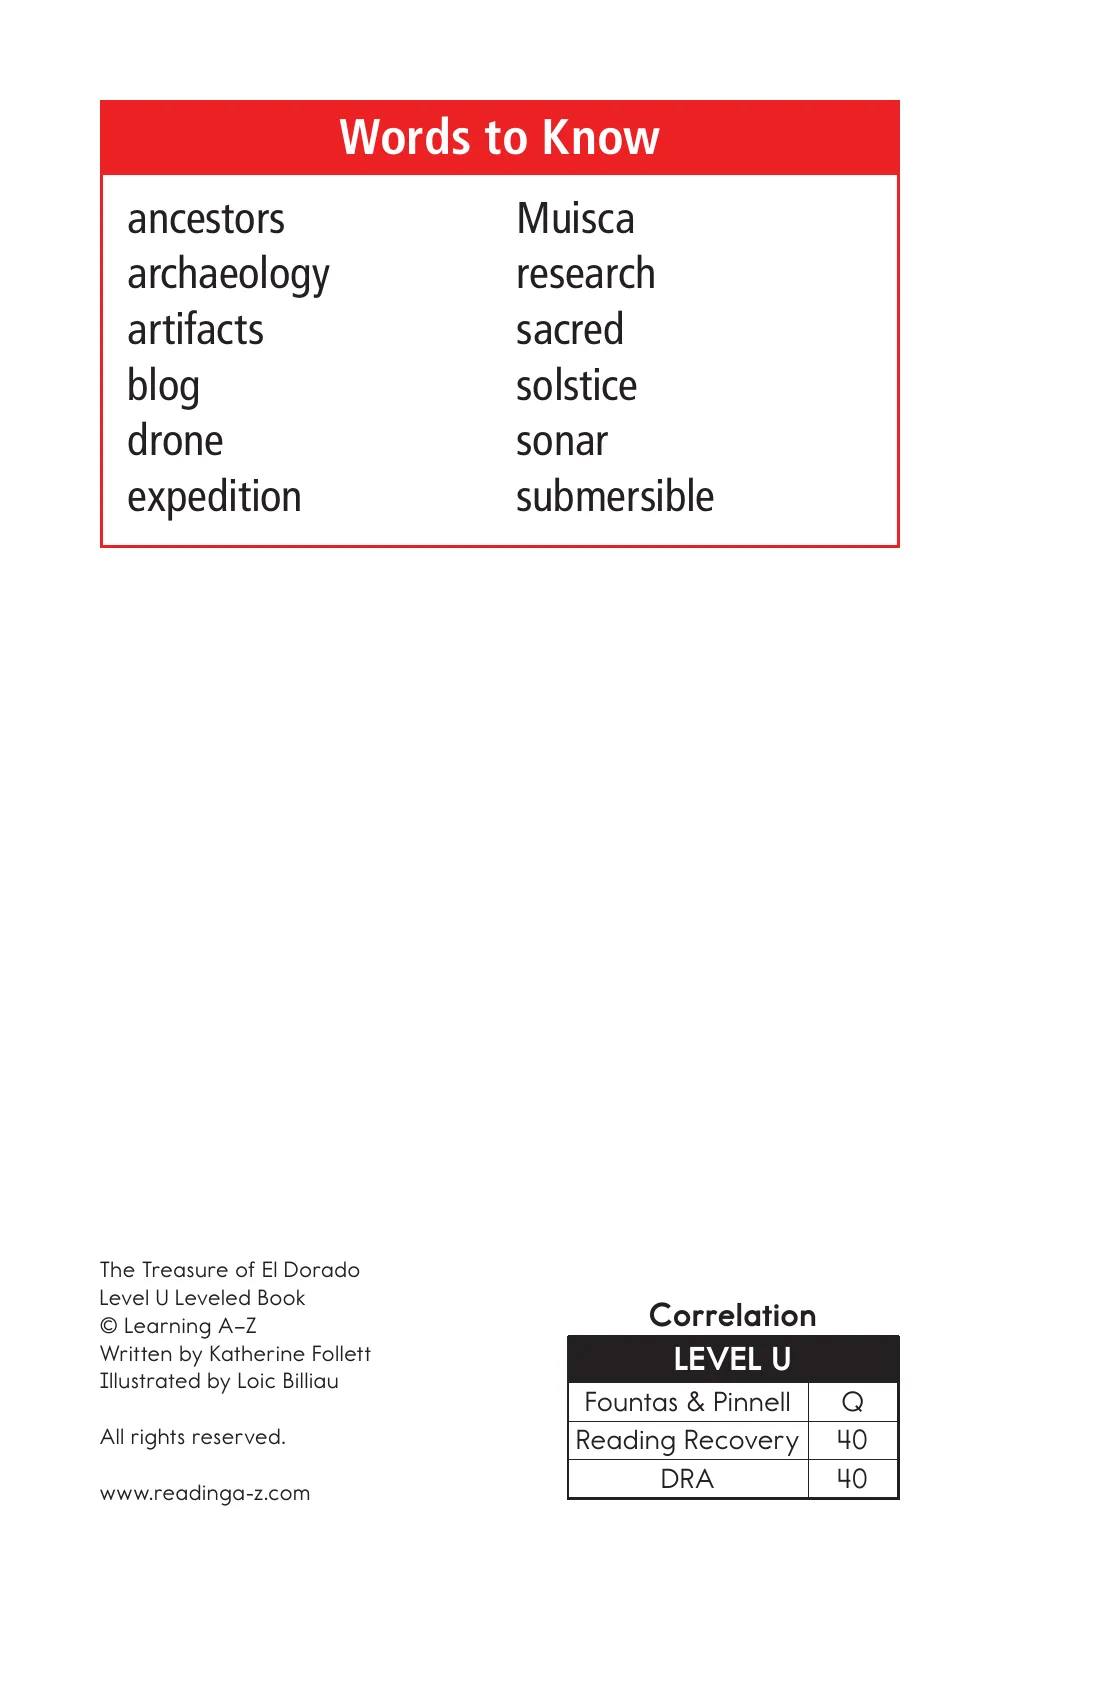 Words to Know
ancestors
archaeology
artifacts
blog
drone
expedition
Muisca
research
sacred
solstice
sonar
submersible
The Treasure of El Dorado
Level U Leveled Book
© Learning A–Z
Written by Katherine Follett
Illustrated by Loic Billiau
All rights reserved.
www.readinga-z.com
Correlation
LEVEL U
Fountas & Pinnell Q
Reading Recovery 40
DRA 40